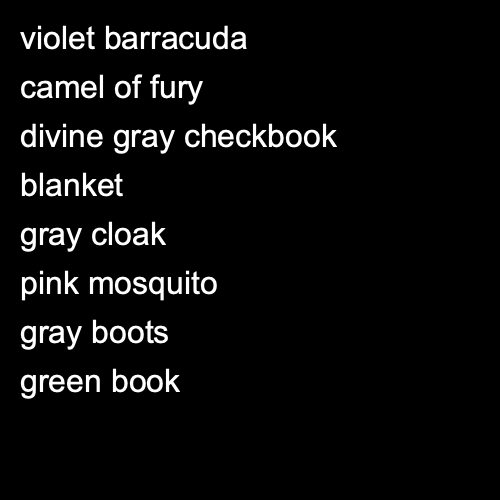 violet barracuda
camel of fury
divine gray checkbook
blanket
gray cloak
pink mosquito
gray boots
green book